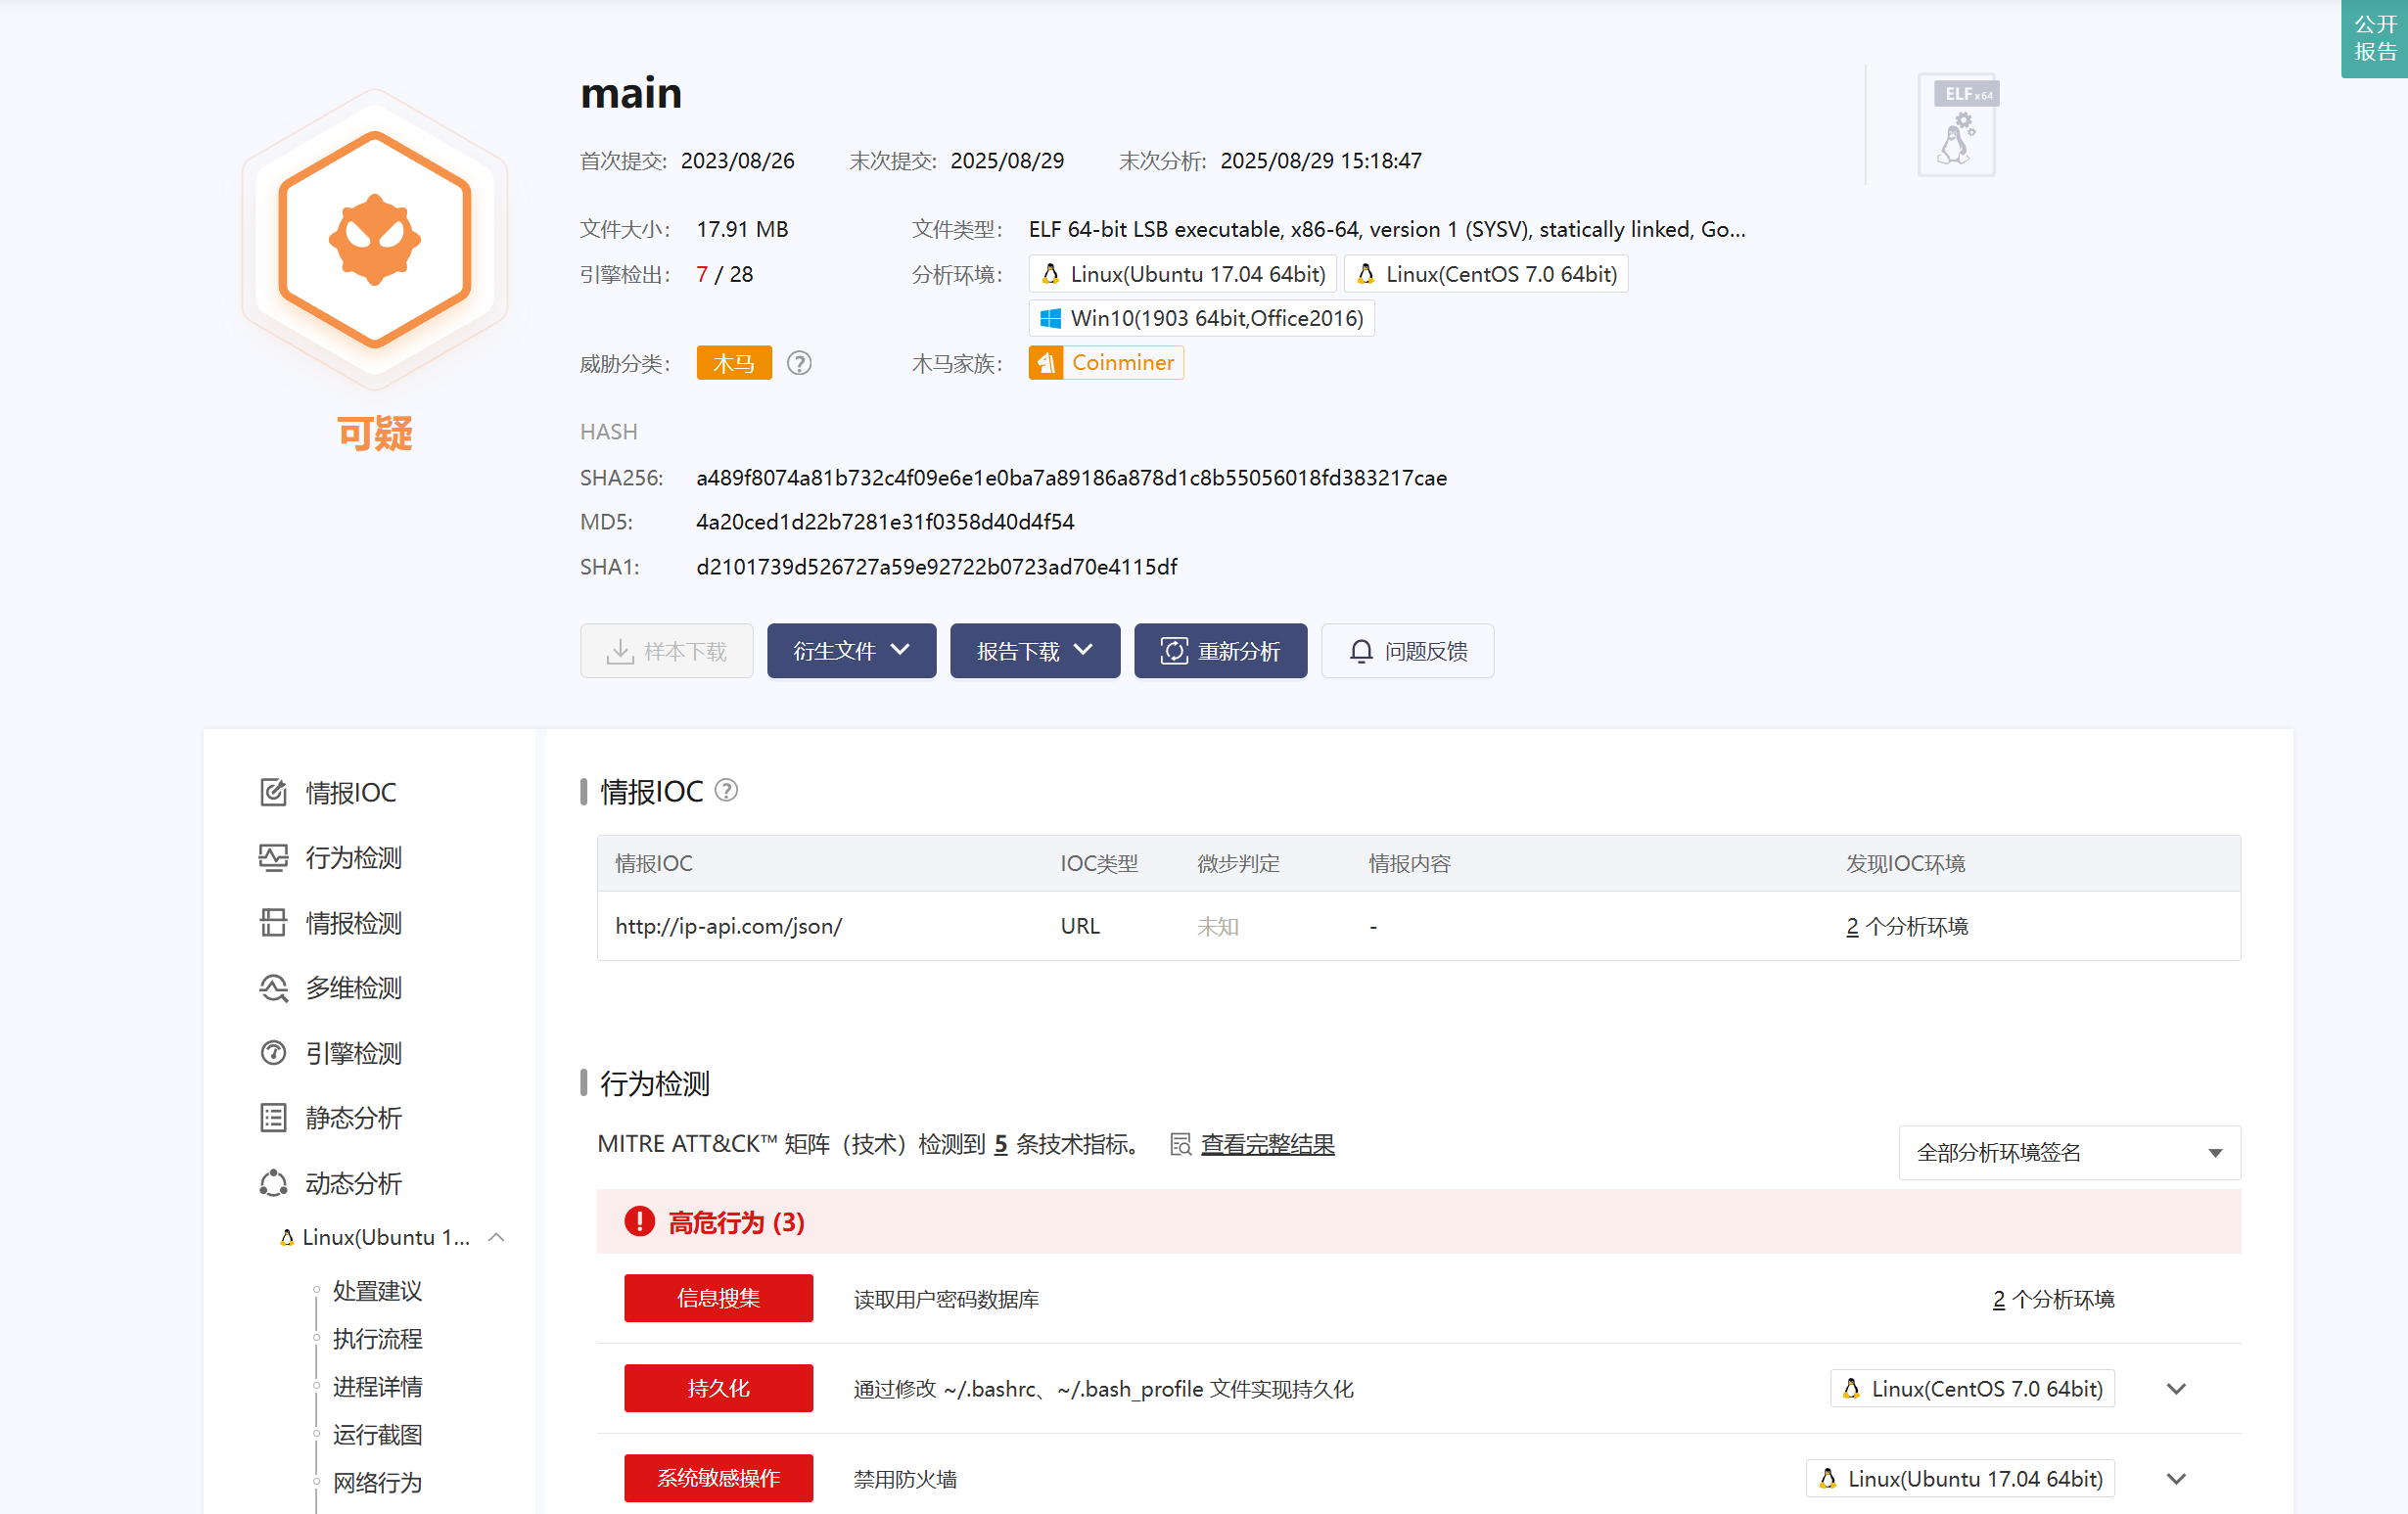 公开
报告
main
ELF x64
首次提交: 2023/08/26 末次提交: 2025/08/29 末次分析: 2025/08/29 15:18:47
文件大小: 17.91 MB 文件类型: ELF 64-bit LSB executable, x86-64, version 1 (SYSV), statically linked, Go...
引擎检出: 7 / 28 分析环境: Linux(Ubuntu 17.04 64bit) Linux(CentOS 7.0 64bit)
Win10(1903 64bit,Office2016)
威胁分类: 木马 ? 木马家族: Coinminer
可疑
HASH
SHA256: a489f8074a81b732c4f09e6e1e0ba7a89186a878d1c8b55056018fd383217cae
MD5: 4a20ced1d22b7281e31f0358d40d4f54
SHA1: d2101739d526727a59e92722b0723ad70e4115df
样本下载 衍生文件 报告下载 重新分析 问题反馈
情报IOC
行为检测
情报检测
多维检测
引擎检测
静态分析
动态分析
Linux(Ubuntu 1...
处置建议
执行流程
进程详情
运行截图
网络行为
情报IOC ?
情报IOC IOC类型 微步判定 情报内容 发现IOC环境
http://ip-api.com/json/ URL 未知 - 2 个分析环境
行为检测
MITRE ATT&CK™ 矩阵（技术）检测到 5 条技术指标。 查看完整结果
全部分析环境签名
高危行为 (3)
信息搜集 读取用户密码数据库 2 个分析环境
持久化 通过修改 ~/.bashrc、~/.bash_profile 文件实现持久化 Linux(CentOS 7.0 64bit)
系统敏感操作 禁用防火墙 Linux(Ubuntu 17.04 64bit)